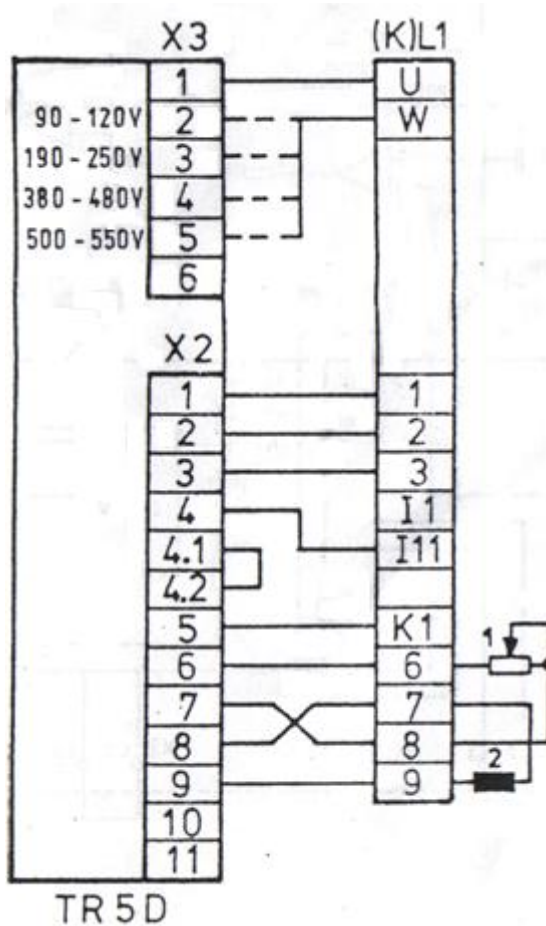 X3 (K)L1
1 U
90-120V 2 W
190-250V 3
380-480V 4
500-550V 5
6
X2
1 1
2 2
3 3
4 I1
4.1 I11
4.2
5 K1
6 6 1
7 7
8 8
9 9 2
10
11
TR5D